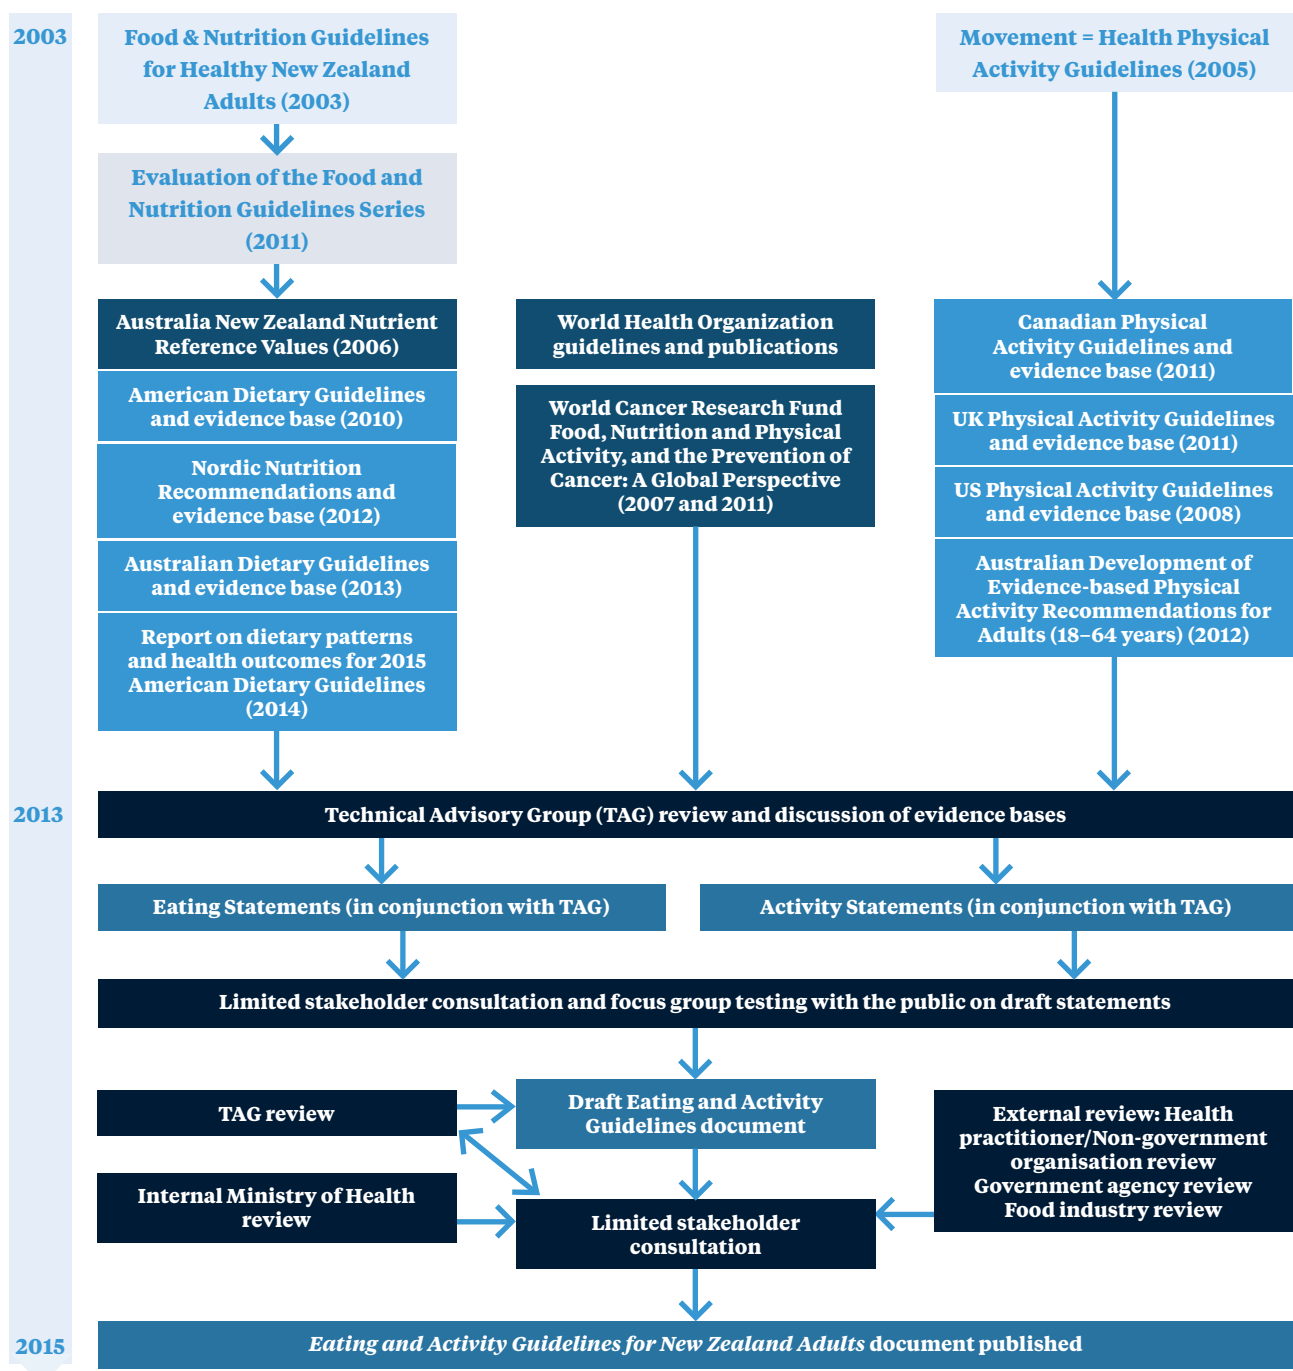 2003
Food & Nutrition Guidelines
for Healthy New Zealand
Adults (2003)
Movement = Health Physical
Activity Guidelines (2005)
Evaluation of the Food and
Nutrition Guidelines Series
(2011)
Australia New Zealand Nutrient
Reference Values (2006)
American Dietary Guidelines
and evidence base (2010)
Nordic Nutrition
Recommendations and
evidence base (2012)
Australian Dietary Guidelines
and evidence base (2013)
Report on dietary patterns
and health outcomes for 2015
American Dietary Guidelines
(2014)
World Health Organization
guidelines and publications
World Cancer Research Fund
Food, Nutrition and Physical
Activity, and the Prevention of
Cancer: A Global Perspective
(2007 and 2011)
Canadian Physical
Activity Guidelines and
evidence base (2011)
UK Physical Activity Guidelines
and evidence base (2011)
US Physical Activity Guidelines
and evidence base (2008)
Australian Development of
Evidence-based Physical
Activity Recommendations for
Adults (18–64 years) (2012)
2013
Technical Advisory Group (TAG) review and discussion of evidence bases
Eating Statements (in conjunction with TAG)
Activity Statements (in conjunction with TAG)
Limited stakeholder consultation and focus group testing with the public on draft statements
TAG review
Draft Eating and Activity
Guidelines document
Internal Ministry of Health
review
Limited stakeholder
consultation
External review: Health
practitioner/Non-government
organisation review
Government agency review
Food industry review
2015
Eating and Activity Guidelines for New Zealand Adults document published